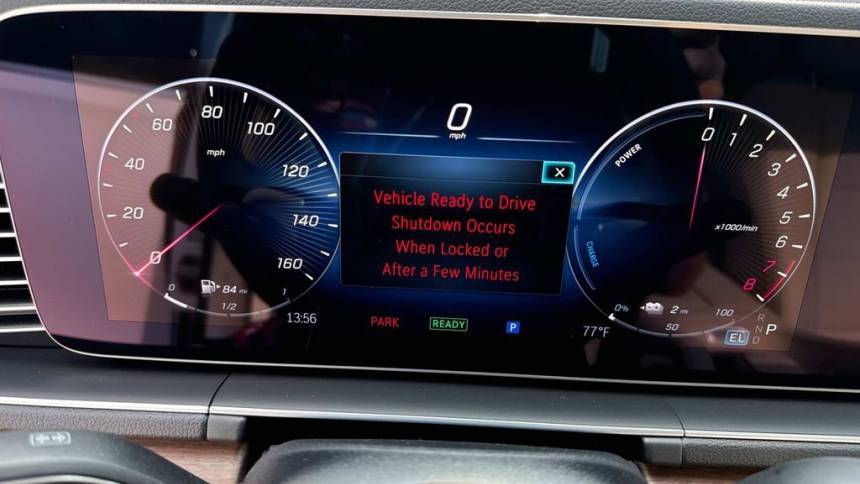 0
mph
Vehicle Ready to Drive
Shutdown Occurs
When Locked or
After a Few Minutes
0
20
40
60
80
100
120
140
160
mph
84 mi
0
1/2
1
13:56
PARK
READY
P
77°F
POWER
CHARGE
0
1
2
3
4
5
6
7
8
x1000/min
0%
2 mi
50
100
EL
R
N
D
P